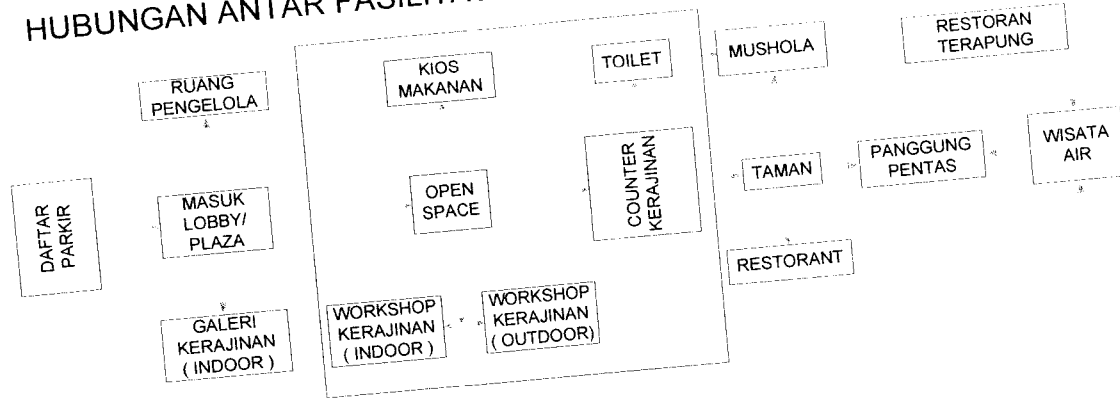 HUBUNGAN ANTAR
RUANG
PENGELOLA
KIOS
MAKANAN
TOILET
MUSHOLA
RESTORAN
TERAPUNG
DAFTAR
PARKIR
MASUK
LOBBY/
PLAZA
OPEN
SPACE
COUNTER
KERAJINAN
TAMAN
PANGGUNG
PENTAS
WISATA
AIR
RESTORANT
GALERI
KERAJINAN
( INDOOR )
WORKSHOP
KERAJINAN
( INDOOR )
WORKSHOP
KERAJINAN
( OUTDOOR)